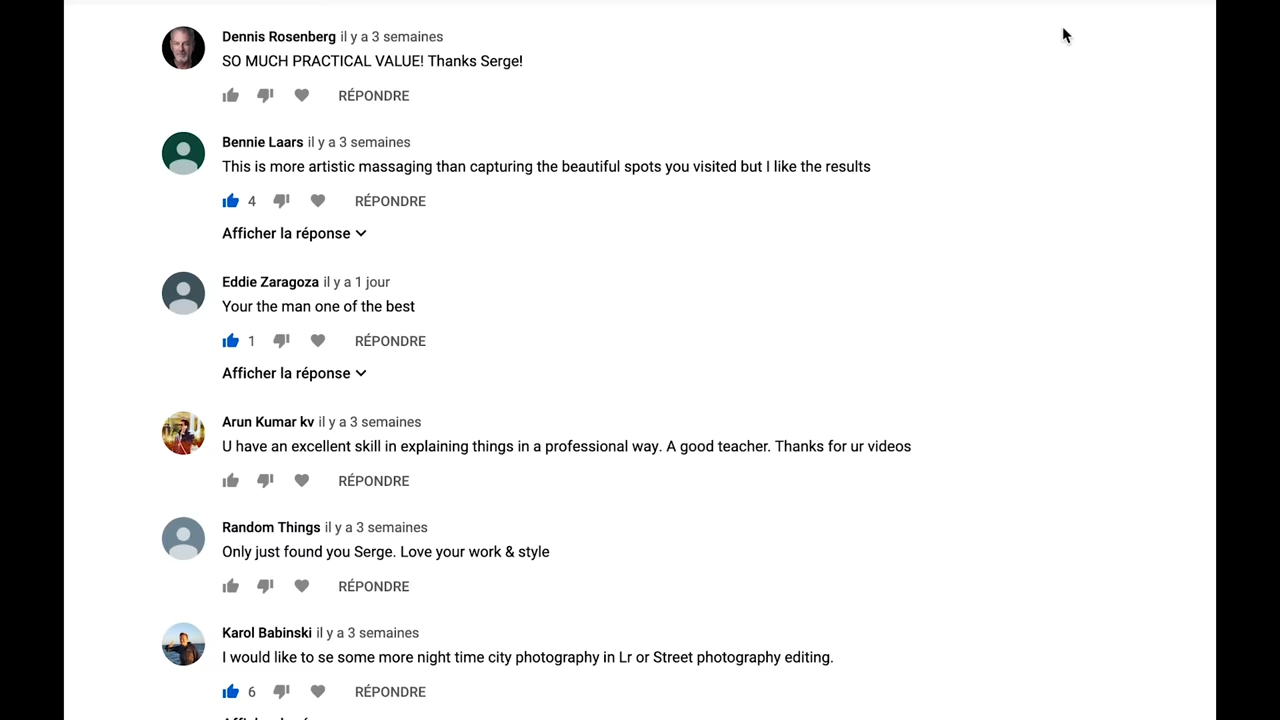 Dennis Rosenberg il y a 3 semaines
SO MUCH PRACTICAL VALUE! Thanks Serge!
RÉPONDRE
Bennie Laars il y a 3 semaines
This is more artistic massaging than capturing the beautiful spots you visited but I like the results
4 RÉPONDRE
Afficher la réponse
Eddie Zaragoza il y a 1 jour
Your the man one of the best
1 RÉPONDRE
Afficher la réponse
Arun Kumar kv il y a 3 semaines
U have an excellent skill in explaining things in a professional way. A good teacher. Thanks for ur videos
RÉPONDRE
Random Things il y a 3 semaines
Only just found you Serge. Love your work & style
RÉPONDRE
Karol Babinski il y a 3 semaines
I would like to se some more night time city photography in Lr or Street photography editing.
6 RÉPONDRE